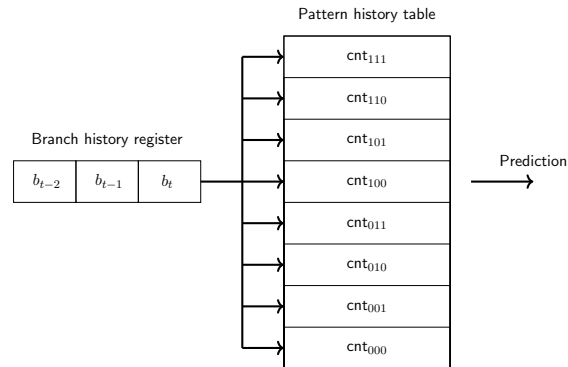 Pattern history table
cnt₁₁₁
cnt₁₁₀
cnt₁₀₁
Branch history register
Prediction
b_{t−2} b_{t−1} b_t
cnt₁₀₀
cnt₀₁₁
cnt₀₁₀
cnt₀₀₁
cnt₀₀₀